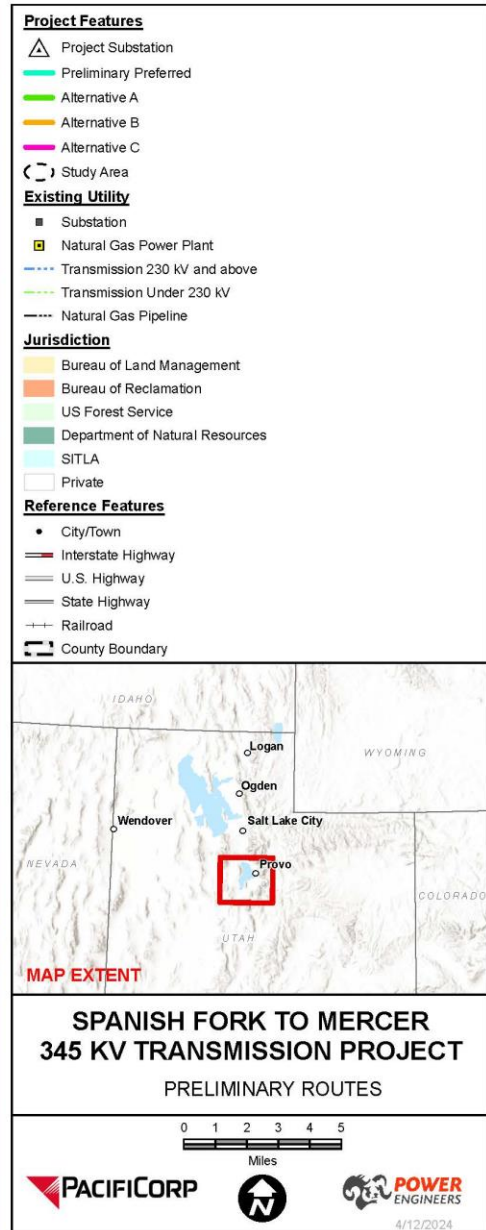 Project Features
Project Substation
Preliminary Preferred
Alternative A
Alternative B
Alternative C
Study Area
Existing Utility
Substation
Natural Gas Power Plant
Transmission 230 kV and above
Transmission Under 230 kV
Natural Gas Pipeline
Jurisdiction
Bureau of Land Management
Bureau of Reclamation
US Forest Service
Department of Natural Resources
SITLA
Private
Reference Features
City/Town
Interstate Highway
U.S. Highway
State Highway
Railroad
County Boundary
IDAHO
Logan
WYOMING
Ogden
Wendover
Salt Lake City
NEVADA
Provo
COLORADO
UTAH
MAP EXTENT
SPANISH FORK TO MERCER
345 KV TRANSMISSION PROJECT
PRELIMINARY ROUTES
0 1 2 3 4 5
Miles
PACIFICORP
N
POWER
ENGINEERS
4/12/2024